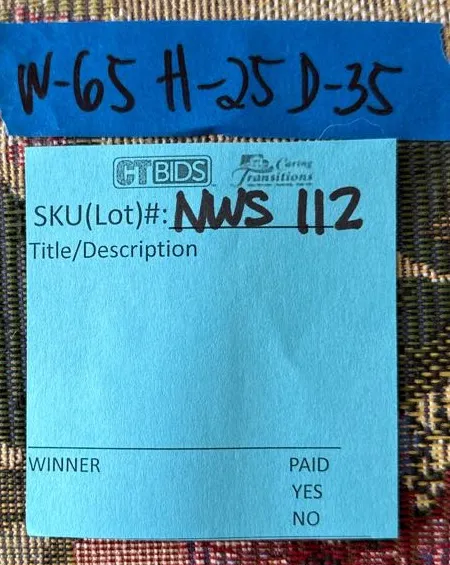 W-65 H-25 D-35
CTBIDS Caring Transitions
SKU(Lot)#: NWS 112
Title/Description
WINNER PAID
YES
NO